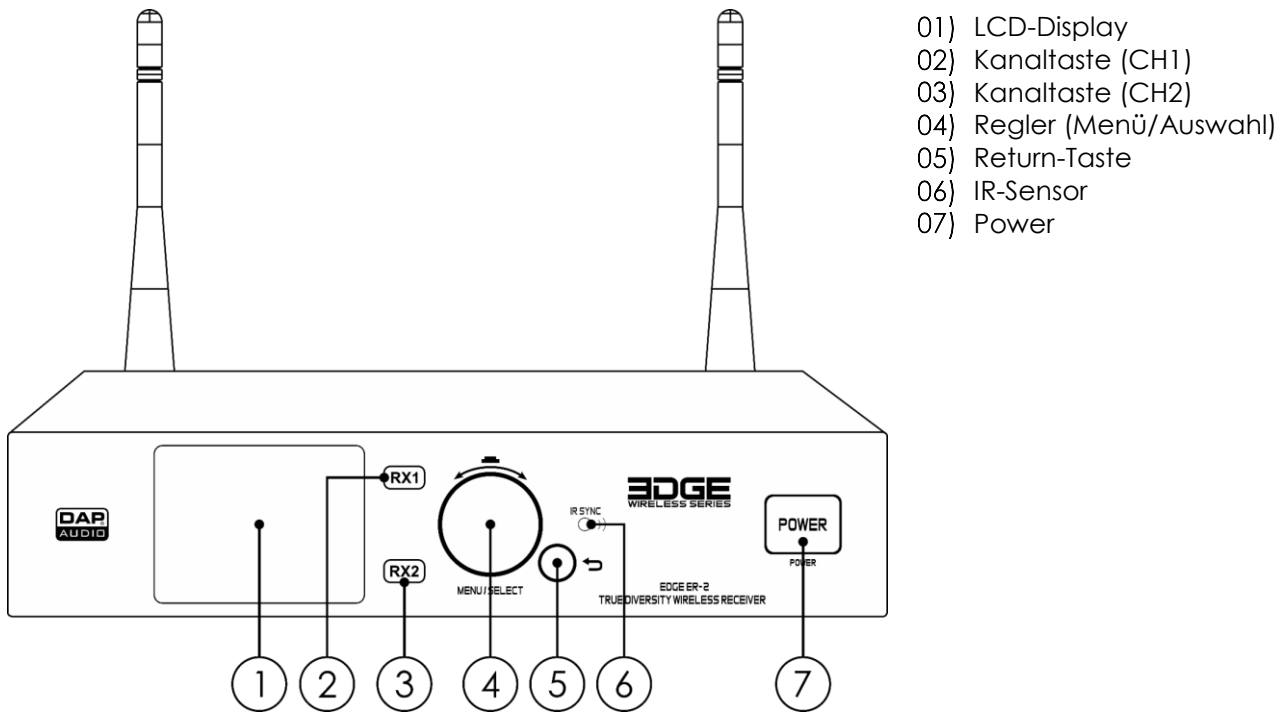 01) LCD-Display
02) Kanaltaste (CH1)
03) Kanaltaste (CH2)
04) Regler (Menü/Auswahl)
05) Return-Taste
06) IR-Sensor
07) Power
RX1
RX2
DAP
AUDIO
MENU / SELECT
IR SYNC
EDGE
WIRELESS SERIES
EDGE ER-2
TRUE DIVERSITY WIRELESS RECEIVER
POWER
POWER
1 2 3 4 5 6 7